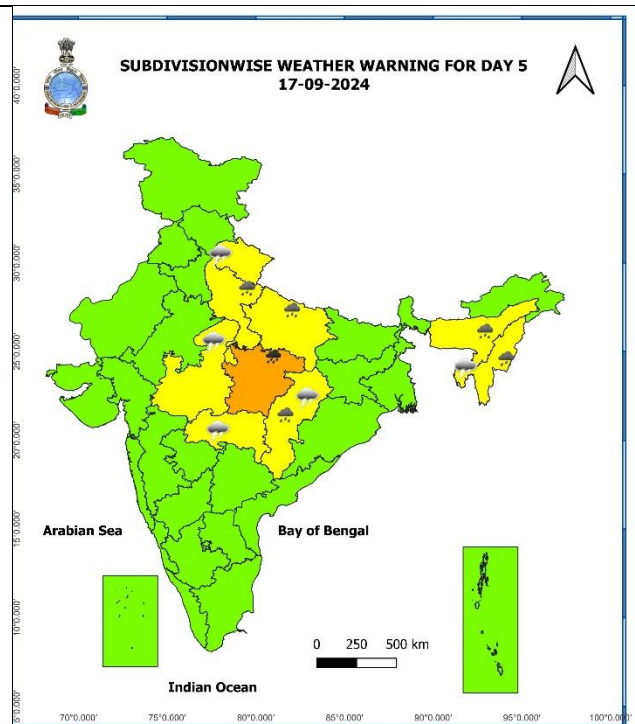 SUBDIVISIONWISE WEATHER WARNING FOR DAY 5
17-09-2024
40°0.000'
35°0.000'
30°0.000'
25°0.000'
20°0.000'
15°0.000'
10°0.000'
5°0.000'
Arabian Sea
Bay of Bengal
0 250 500 km
Indian Ocean
70°0.000' 75°0.000' 80°0.000' 85°0.000' 90°0.000' 95°0.000' 100°0.000'